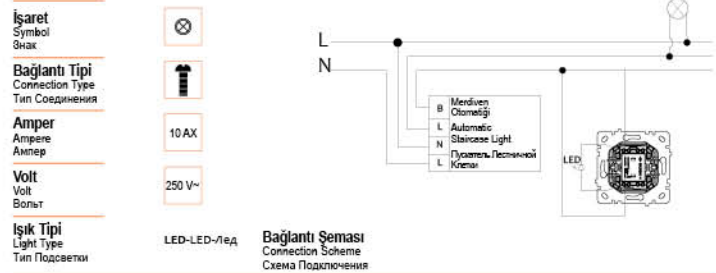 İşaret
Symbol
Знак
Bağlantı Tipi
Connection Type
Тип Соединения
Amper
Ampere
Ампер
10 AX
Volt
Volt
Вольт
250 V~
Işık Tipi
Light Type
Тип Подсветки
LED-LED-Лед
Bağlantı Şeması
Connection Scheme
Схема Подключения
L
N
B
L
N
L
Merdiven
Otomatiği
Automatic
Staircase Light
Пускатель Лестничной
Клетки
LED